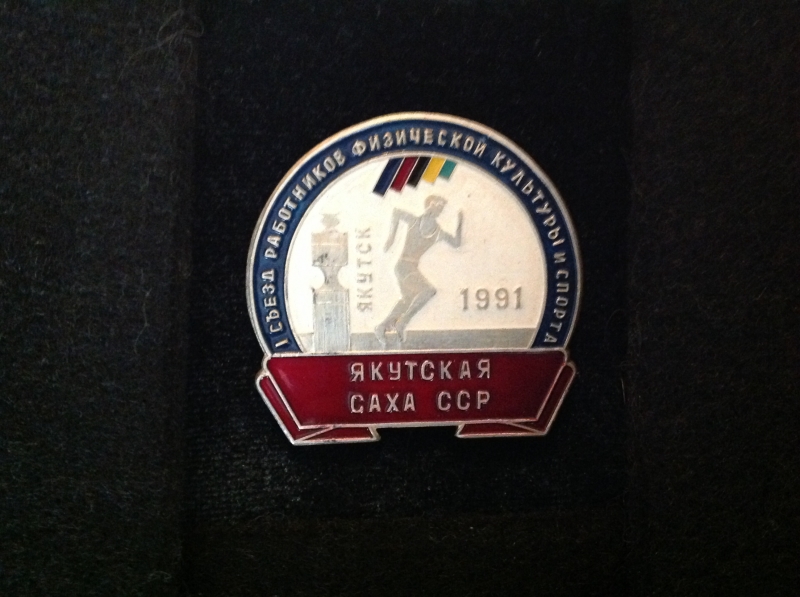 I СЪЕЗД РАБОТНИКОВ ФИЗИЧЕСКОЙ КУЛЬТУРЫ И СПОРТА
ЯКУТСК
1991
ЯКУТСКАЯ
САХА ССР